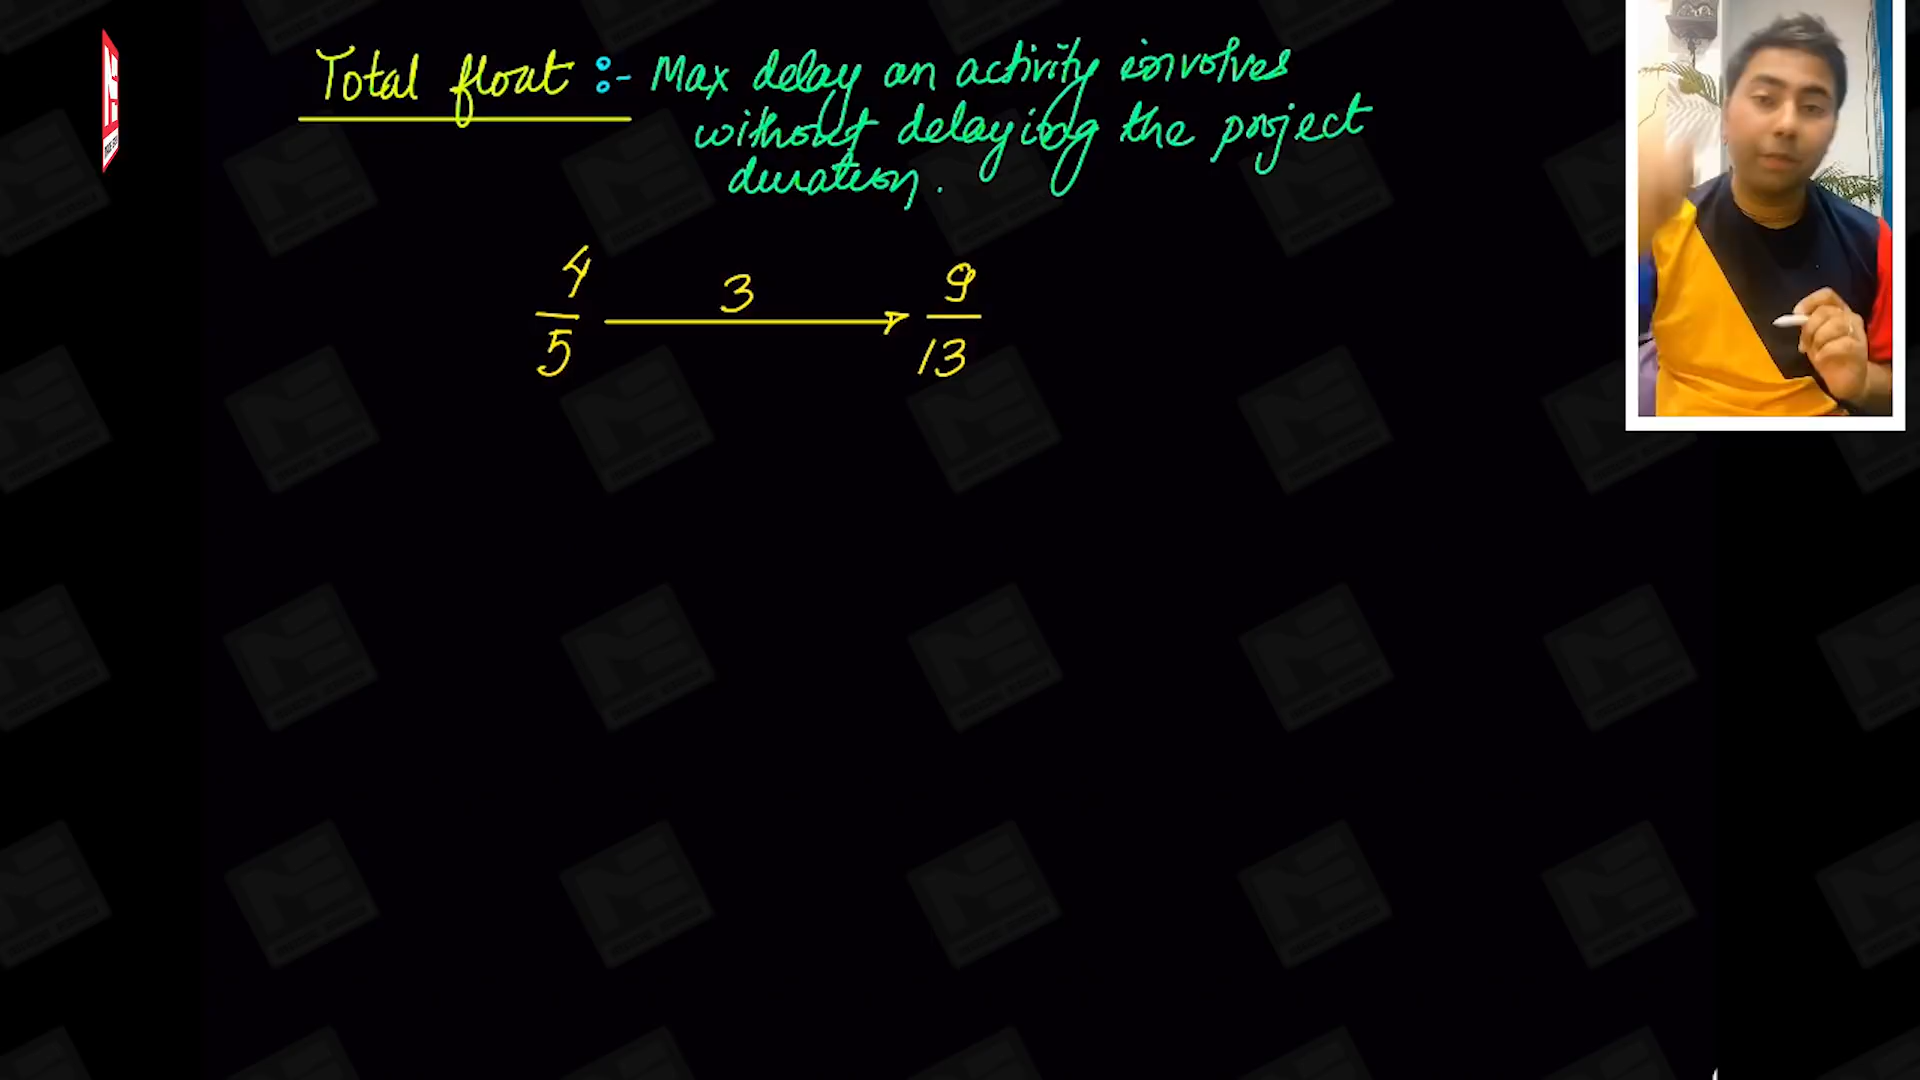 Total float :- Max delay an activity involves
without delaying the project
duration.
4 3 9
5 13